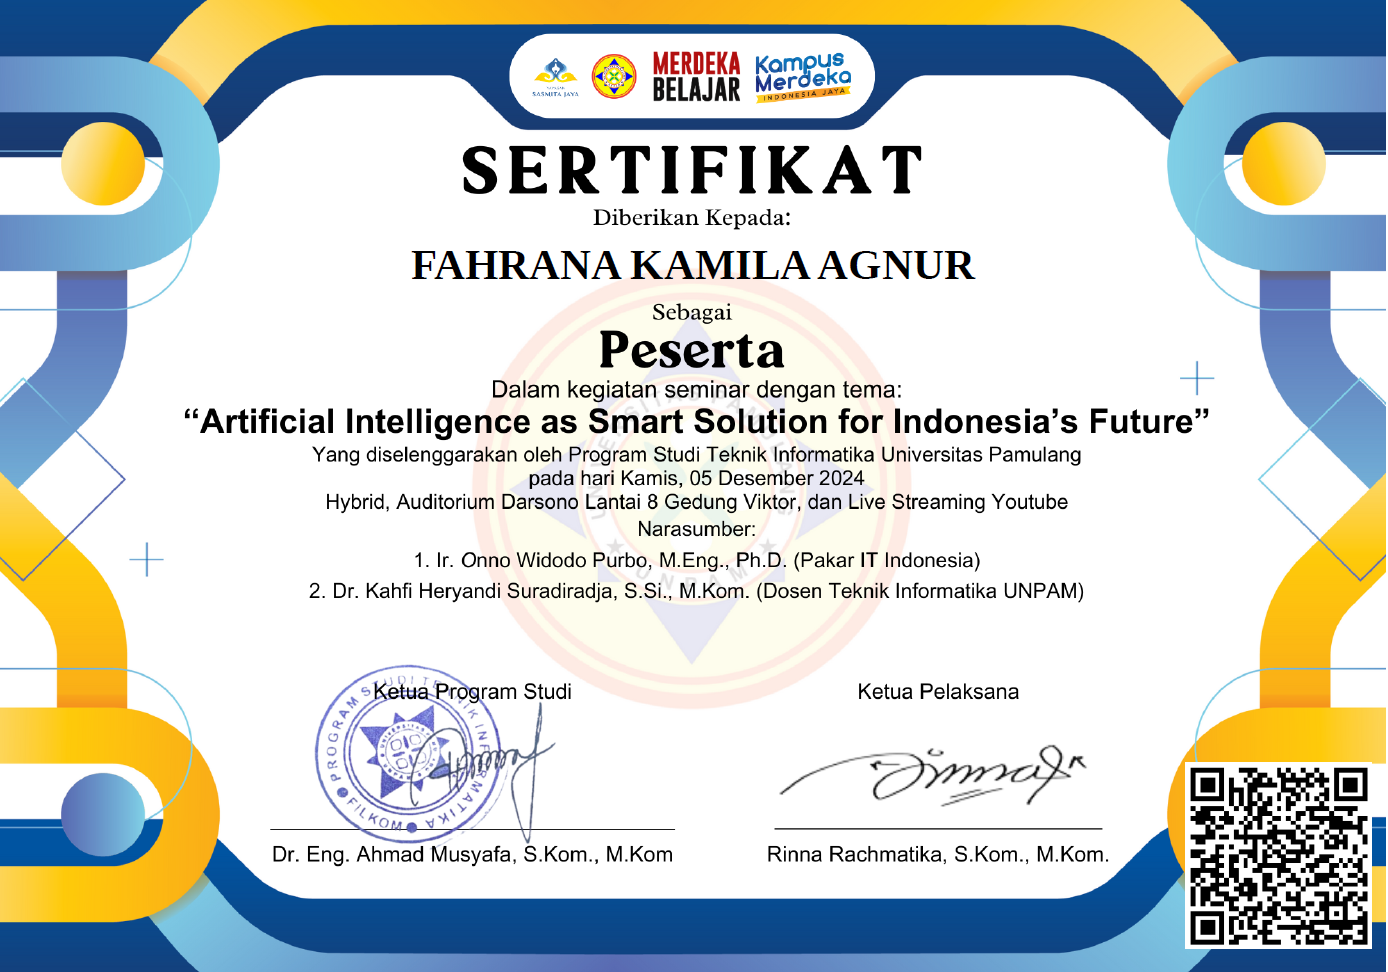 SASMITA JAYA
MERDEKA
BELAJAR
Kampus
Merdeka
INDONESIA JAYA
SERTIFIKAT
Diberikan Kepada:
FAHRANA KAMILA AGNUR
Sebagai
Peserta
Dalam kegiatan seminar dengan tema:
“Artificial Intelligence as Smart Solution for Indonesia’s Future”
Yang diselenggarakan oleh Program Studi Teknik Informatika Universitas Pamulang
pada hari Kamis, 05 Desember 2024
Hybrid, Auditorium Darsono Lantai 8 Gedung Viktor, dan Live Streaming Youtube
Narasumber:
1. Ir. Onno Widodo Purbo, M.Eng., Ph.D. (Pakar IT Indonesia)
2. Dr. Kahfi Heryandi Suradiradja, S.Si., M.Kom. (Dosen Teknik Informatika UNPAM)
UNIVERSITAS PAMULANG
UNPAM
Ketua Program Studi
Ketua Pelaksana
PROGRAM STUDI TEKNIK INFORMATIKA
FILKOM
Dr. Eng. Ahmad Musyafa, S.Kom., M.Kom
Rinna Rachmatika, S.Kom., M.Kom.